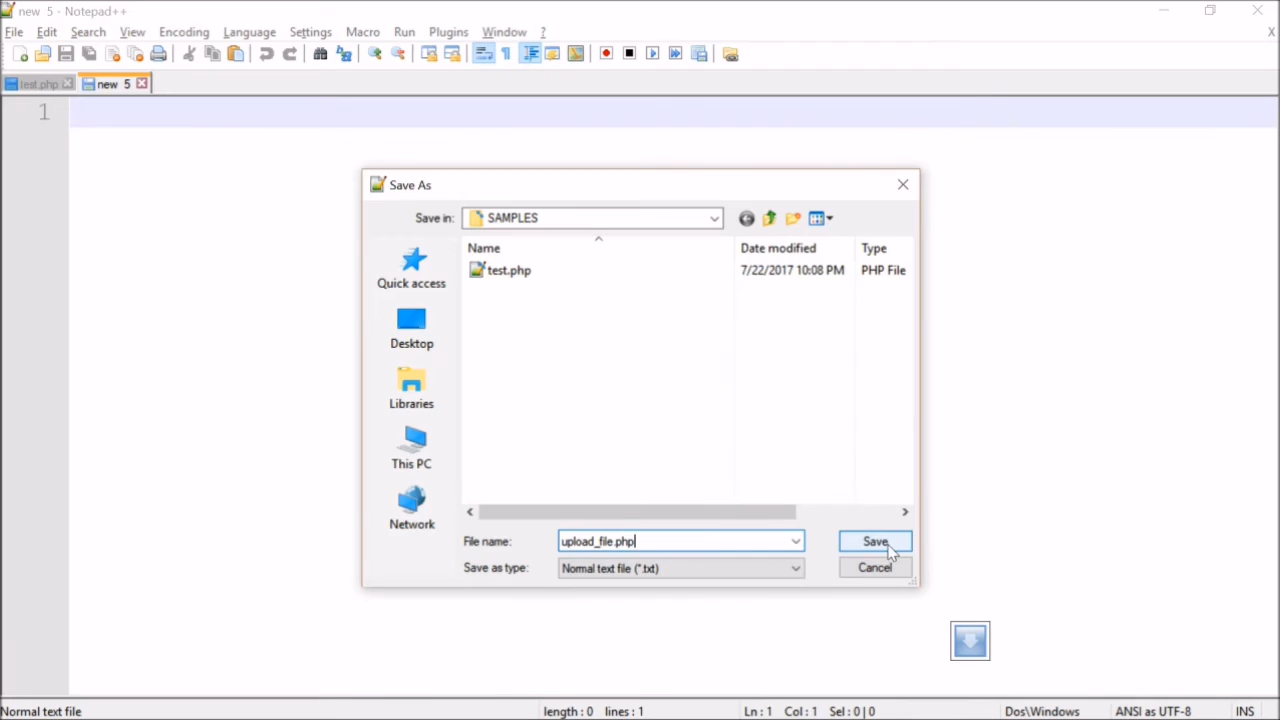 new 5 - Notepad++
File Edit Search View Encoding Language Settings Macro Run Plugins Window ? X
test.php new 5
1
Save As
Save in: SAMPLES
Name Date modified Type
test.php 7/22/2017 10:08 PM PHP File
Quick access
Desktop
Libraries
This PC
Network
File name: upload_file.php Save
Save as type: Normal text file (*.txt) Cancel
Normal text file length : 0 lines : 1 Ln : 1 Col : 1 Sel : 0 | 0 Dos\Windows ANSI as UTF-8 INS